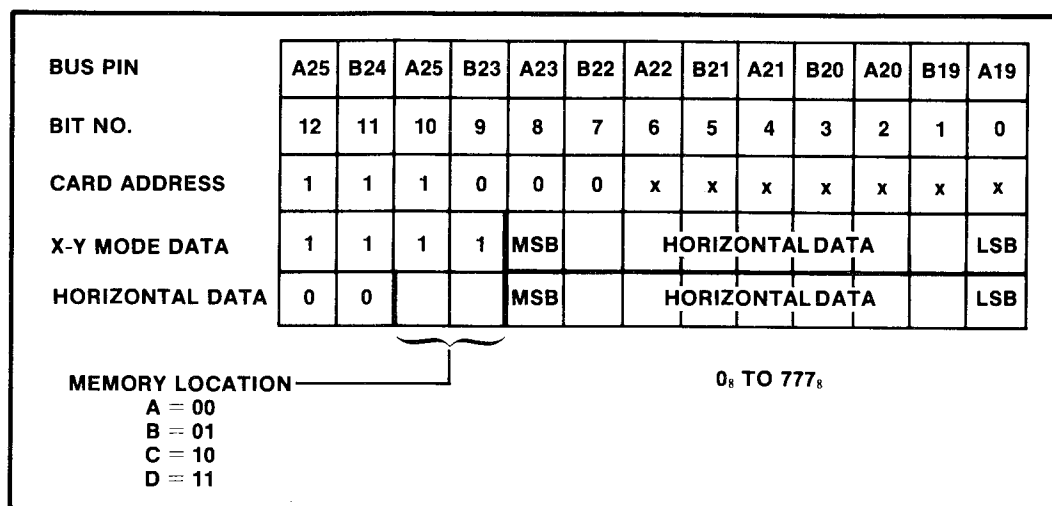 BUS PIN A25 B24 A25 B23 A23 B22 A22 B21 A21 B20 A20 B19 A19
BIT NO. 12 11 10 9 8 7 6 5 4 3 2 1 0
CARD ADDRESS 1 1 1 0 0 0 x x x x x x x
X-Y MODE DATA 1 1 1 1 MSB HORIZONTAL DATA LSB
HORIZONTAL DATA 0 0 MSB HORIZONTAL DATA LSB
MEMORY LOCATION 0₈ TO 777₈
A = 00
B = 01
C = 10
D = 11